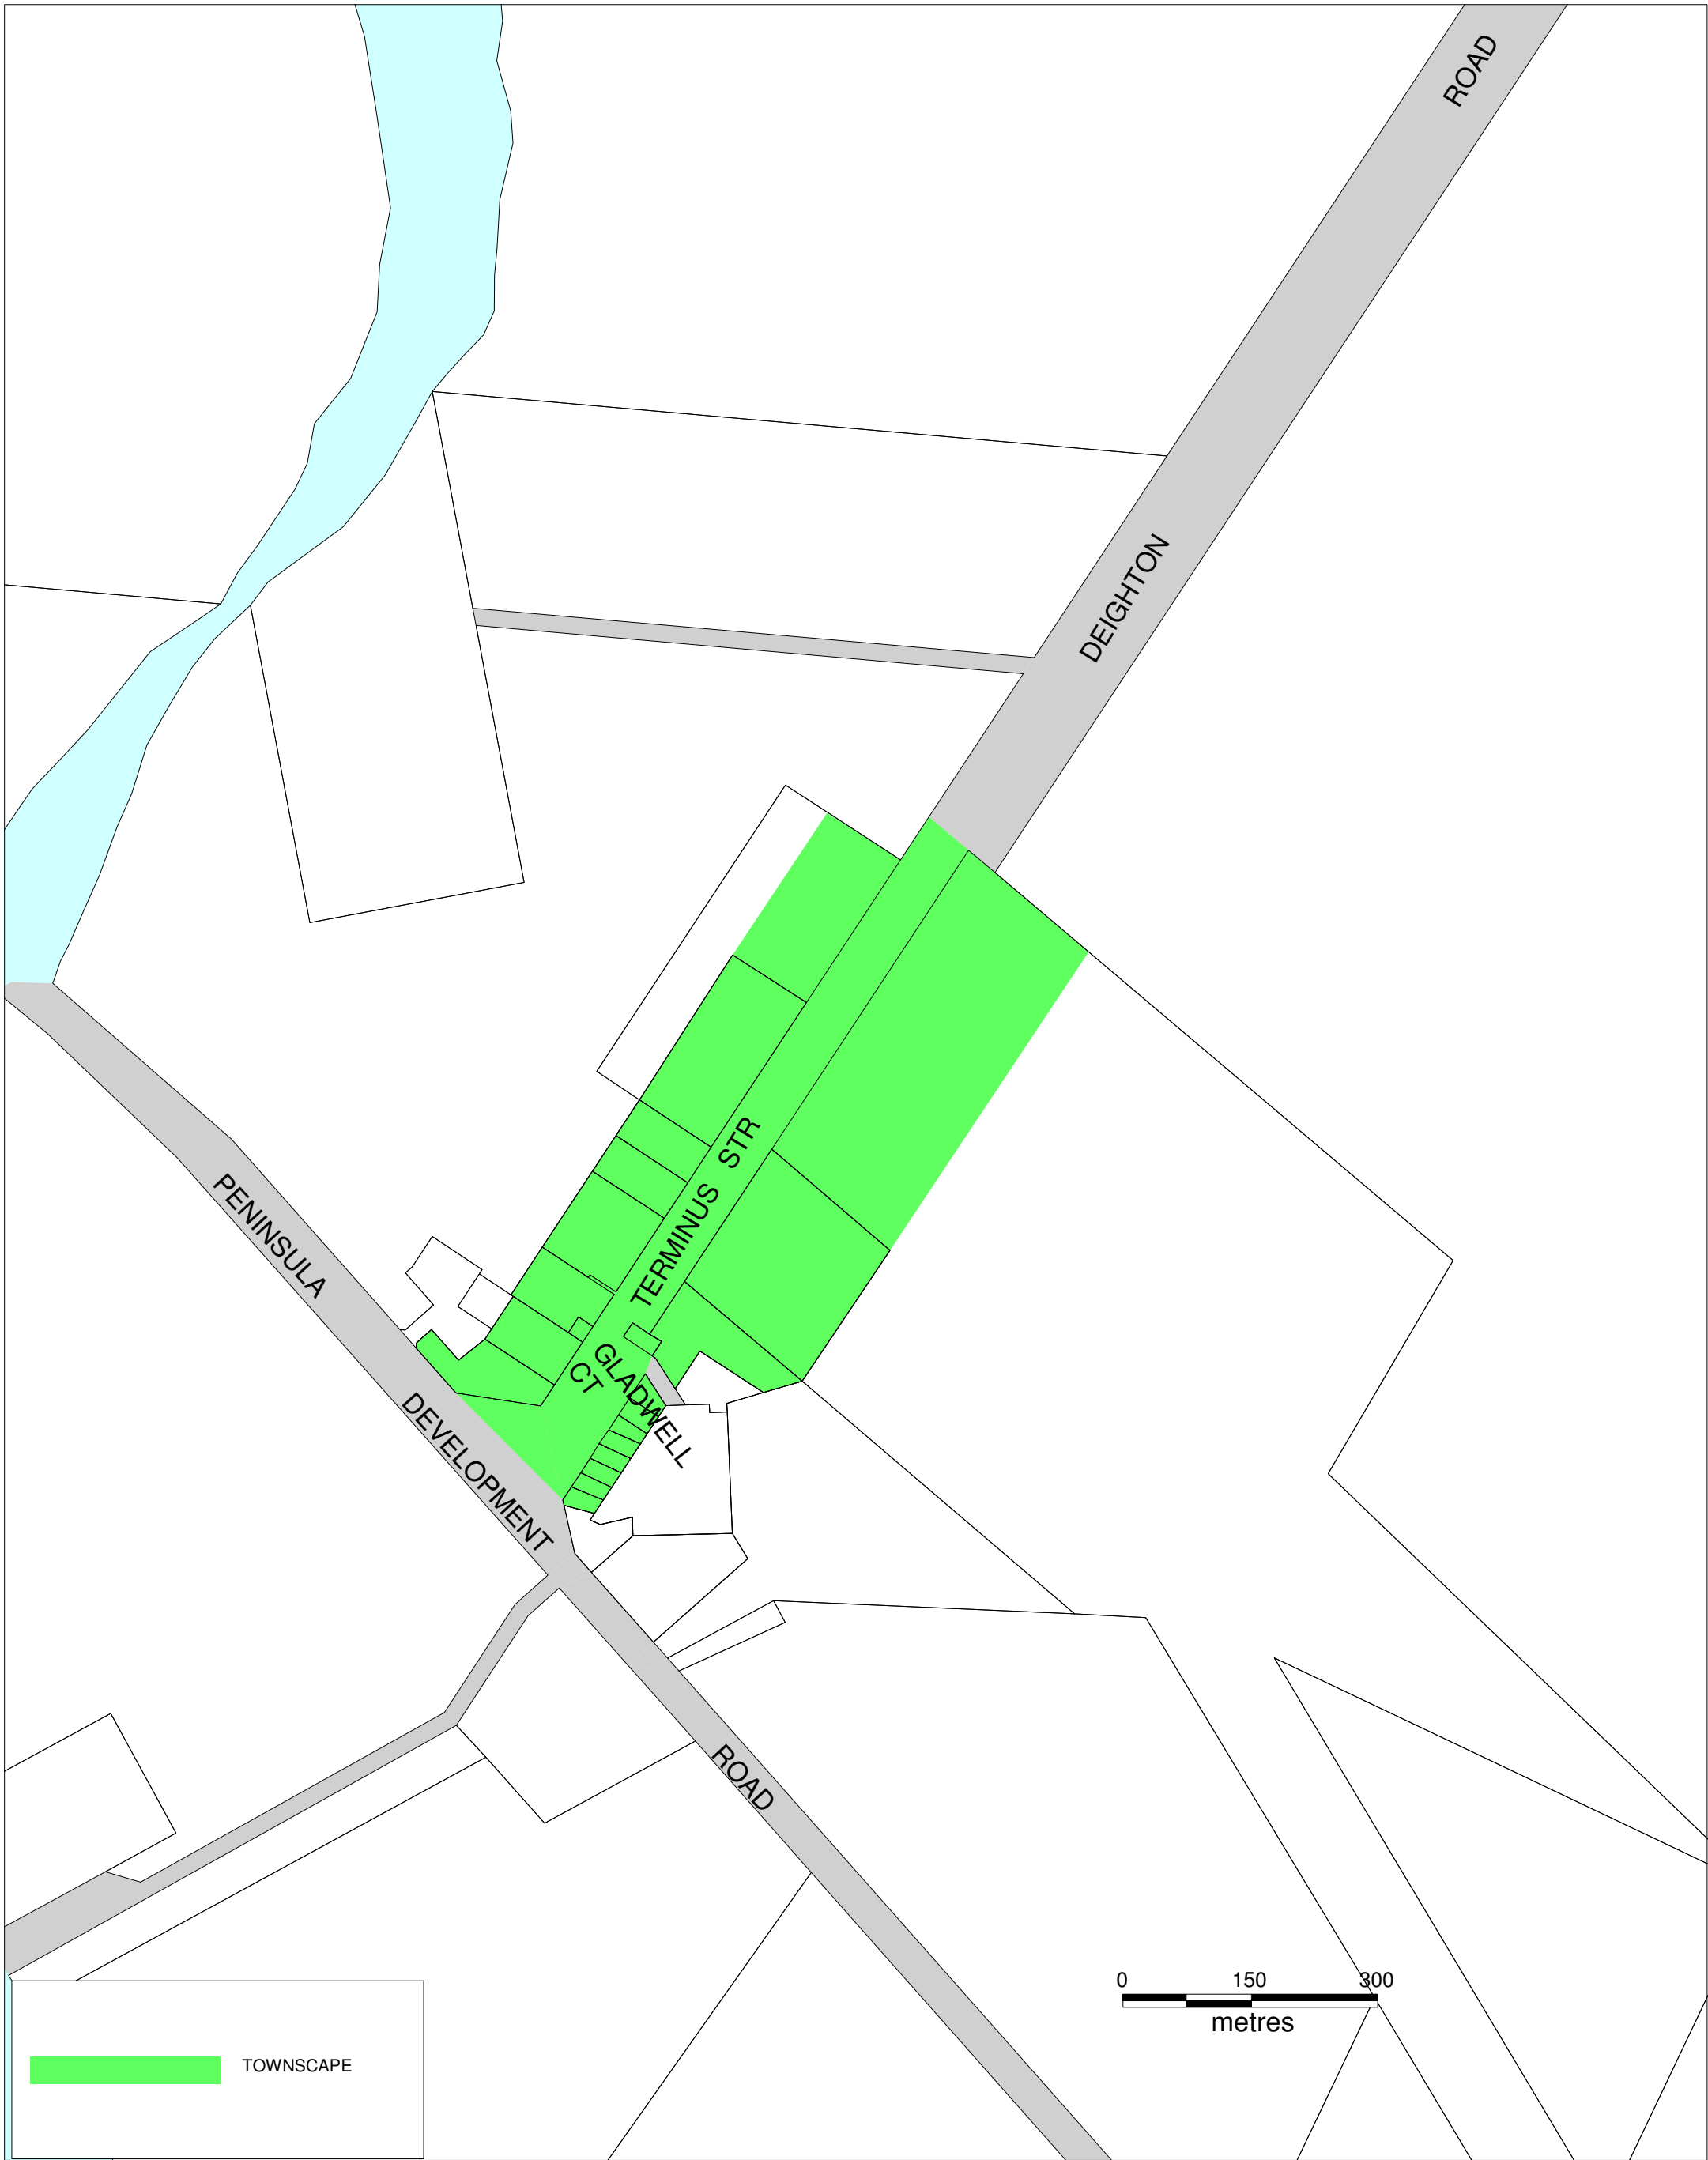 ROAD
DEIGHTON
TERMINUS STR
PENINSULA
GLADWELL
CT
DEVELOPMENT
ROAD
0 150 300
metres
TOWNSCAPE